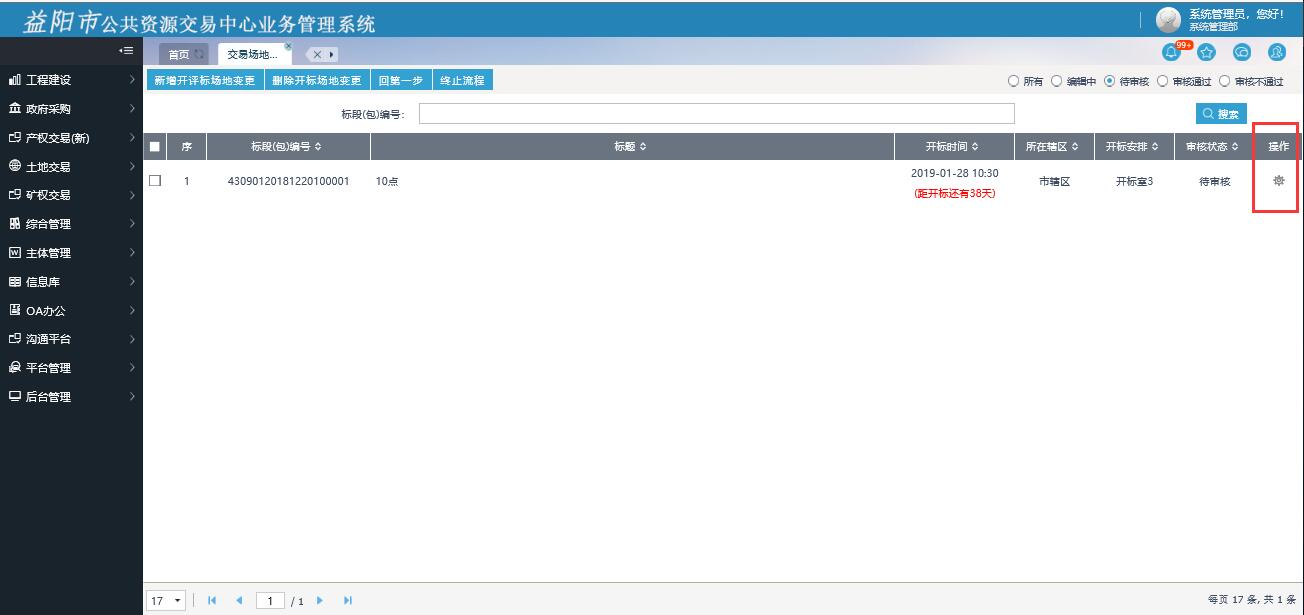 益阳市公共资源交易中心业务管理系统
系统管理员，您好！
系统管理部
首页
交易场地...
99+
工程建设
政府采购
产权交易(新)
土地交易
矿权交易
综合管理
主体管理
信息库
OA办公
沟通平台
平台管理
后台管理
新增开评标场地变更 删除开标场地变更 回第一步 终止流程
所有 编辑中 待审核 审核通过 审核不通过
标段(包)编号：
搜索
序 标段(包)编号 标题 开标时间 所在辖区 开标安排 审核状态 操作
1 430901201812201000​01 10点 2019-01-28 10:30 市辖区 开标室3 待审核
(距开标还有38天)
17 1 / 1
每页 17 条, 共 1 条